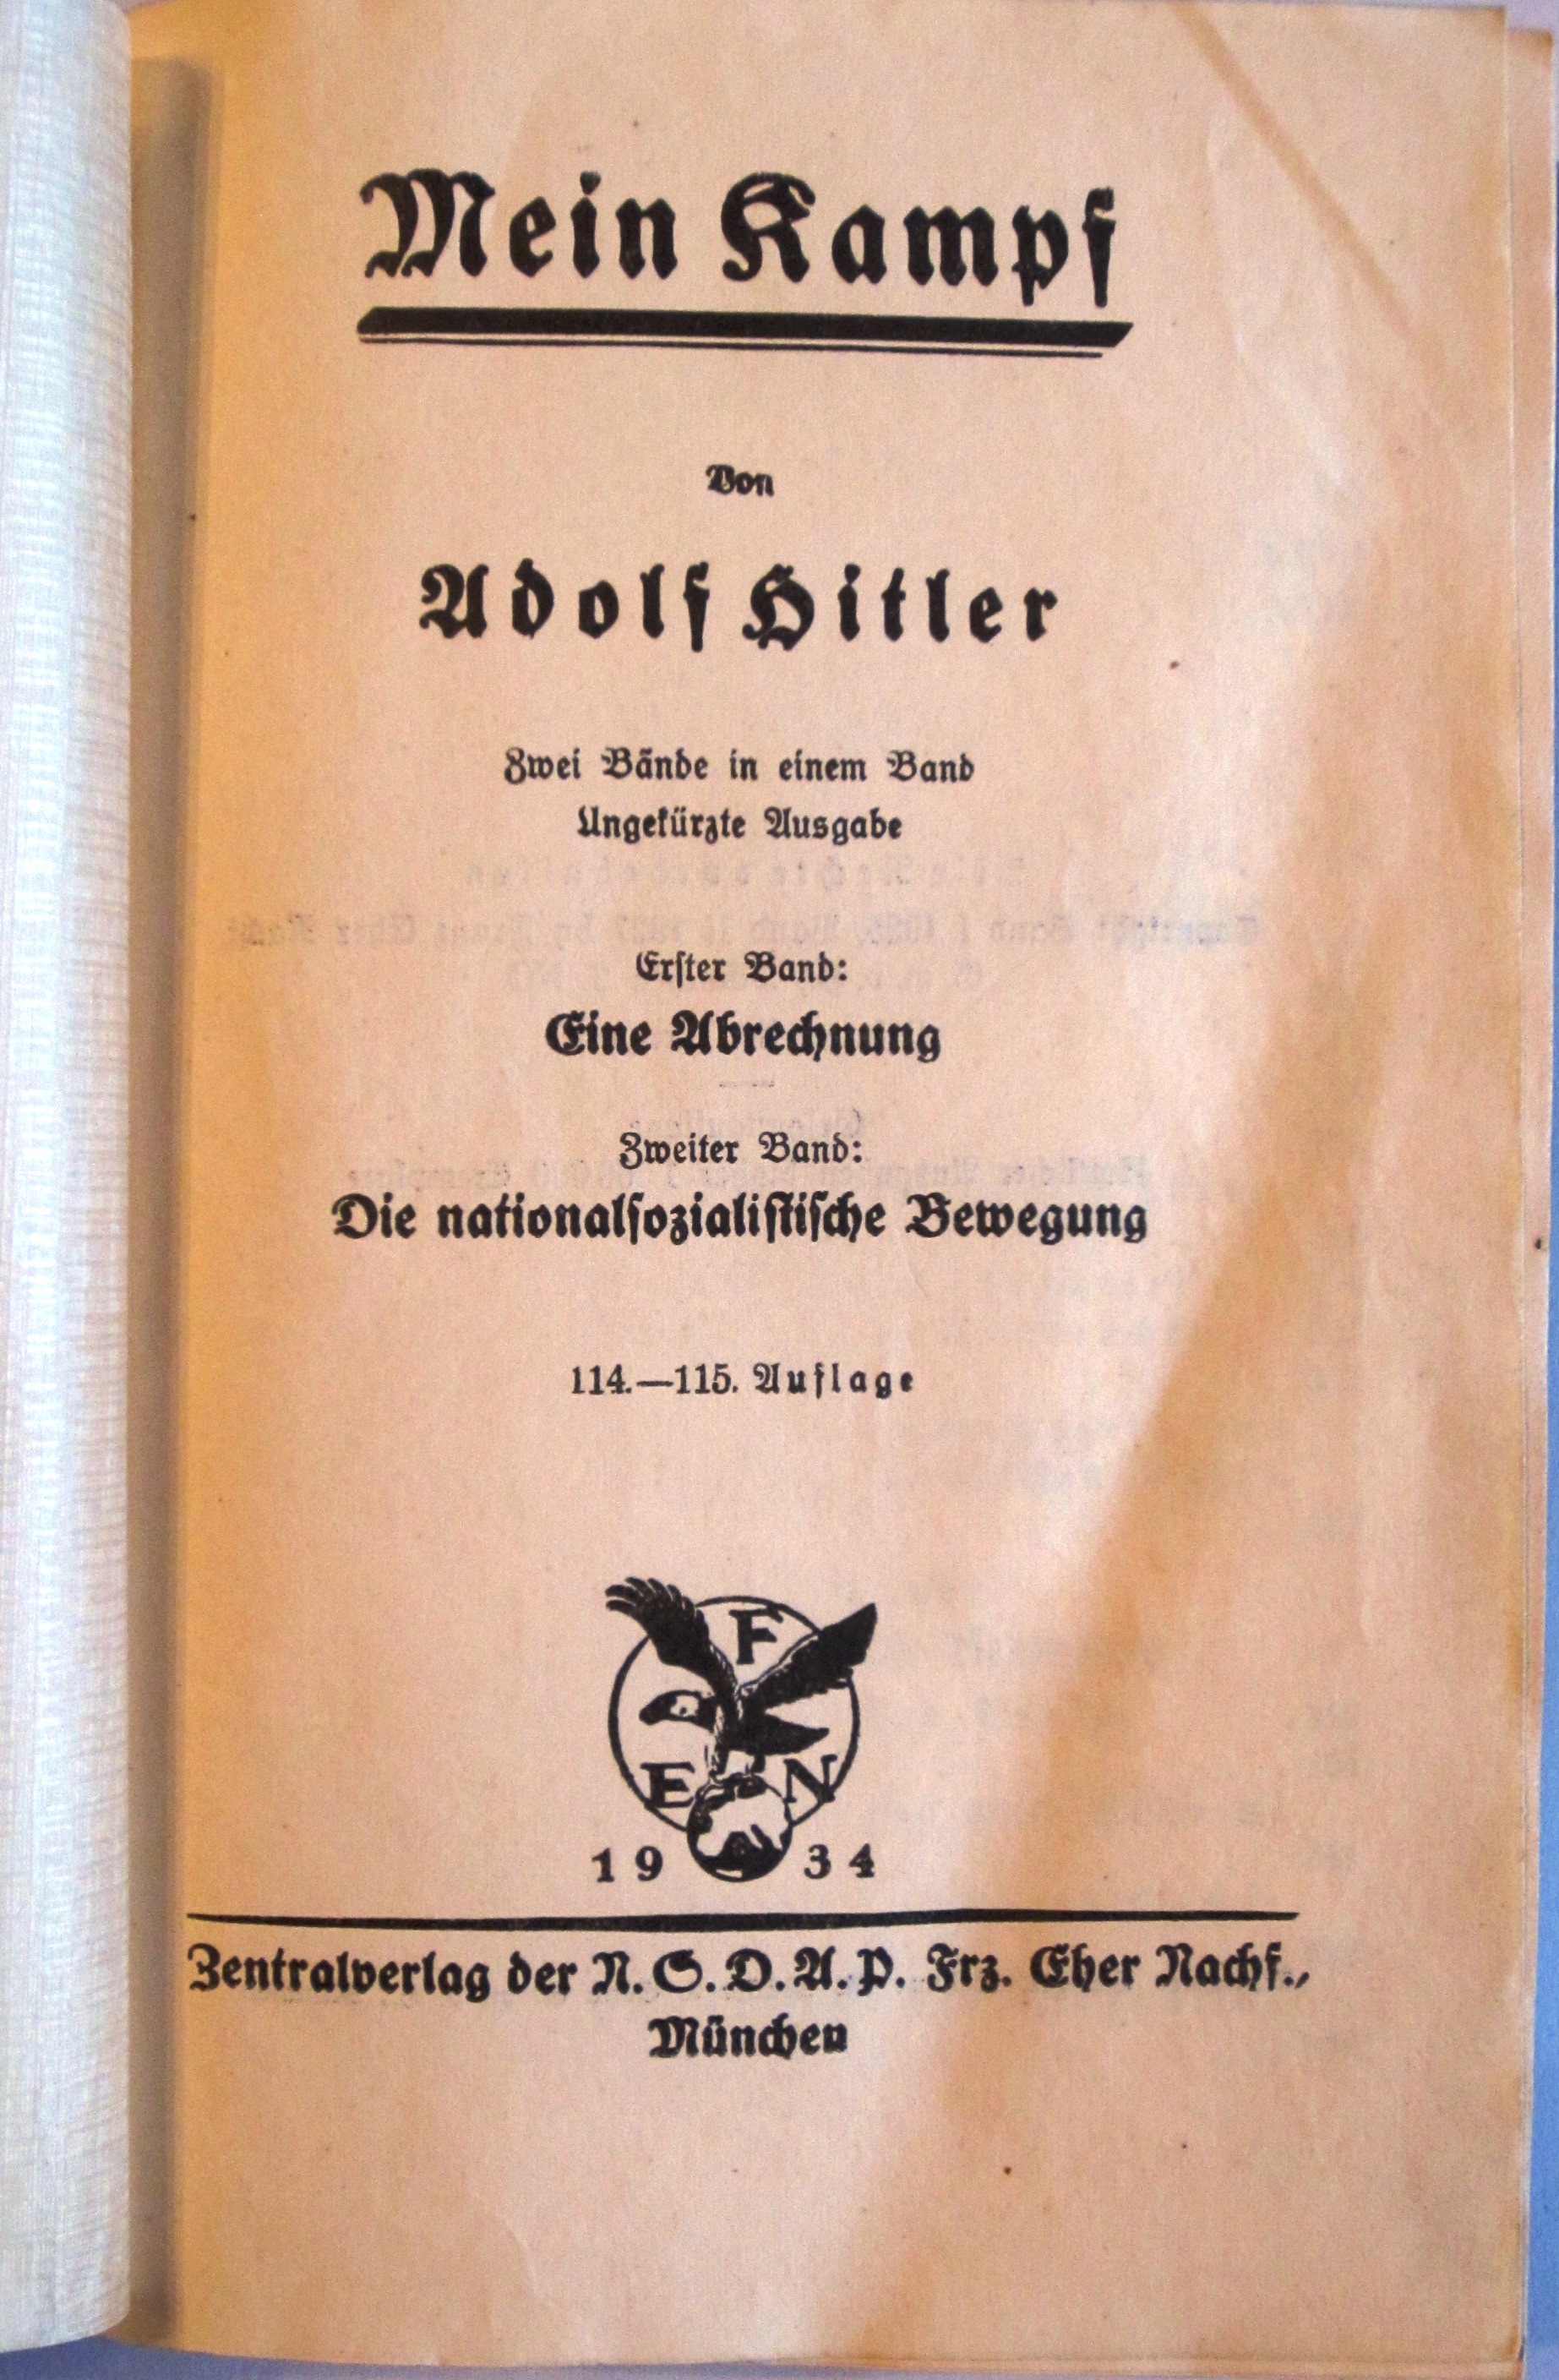 Mein Kampf
Von
Adolf Hitler
Zwei Bände in einem Band
Ungekürzte Ausgabe
Erſter Band:
Eine Abrechnung
Zweiter Band:
Die nationalſozialiſtiſche Bewegung
114.—115. Auflage
F
E N
19 34
Zentralverlag der N.S.D.A.P. Frz. Eher Nachf.,
München